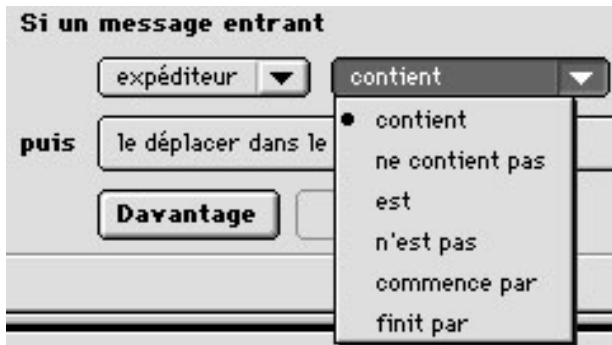 Si un message entrant
expéditeur contient
contient
puis le déplacer dans le
ne contient pas
est
Davantage
n'est pas
commence par
finit par